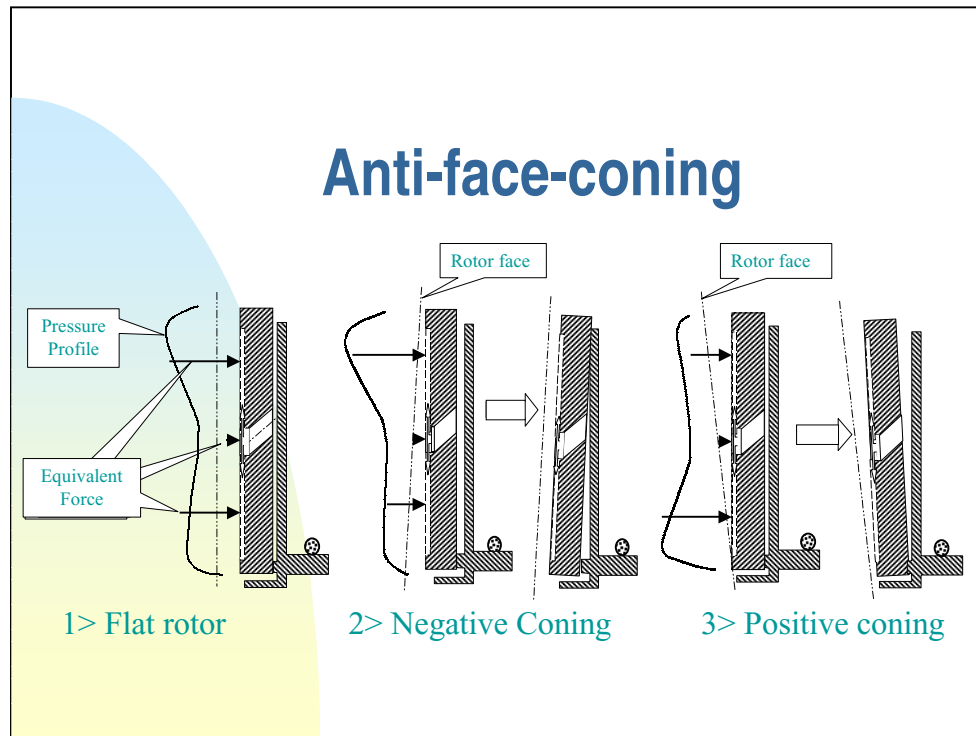 Anti-face-coning
Rotor face
Rotor face
Pressure
Profile
Equivalent
Force
1> Flat rotor
2> Negative Coning
3> Positive coning